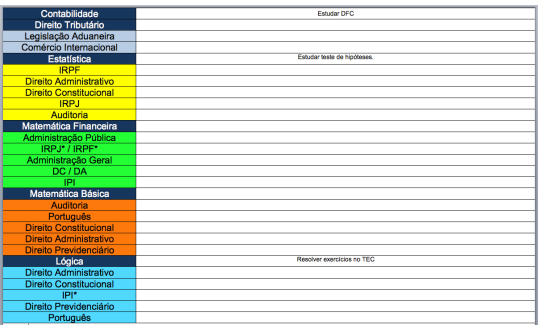 Contabilidade Estudar DFC
Direito Tributário
Legislação Aduaneira
Comércio Internacional
Estatística Estudar teste de hipóteses.
IRPF
Direito Administrativo
Direito Constitucional
IRPJ
Auditoria
Matemática Financeira
Administração Pública
IRPJ* / IRPF*
Administração Geral
DC / DA
IPI
Matemática Básica
Auditoria
Português
Direito Constitucional
Direito Administrativo
Direito Previdenciário
Lógica Resolver exercícios no TEC
Direito Administrativo
Direito Constitucional
IPI*
Direito Previdenciário
Português